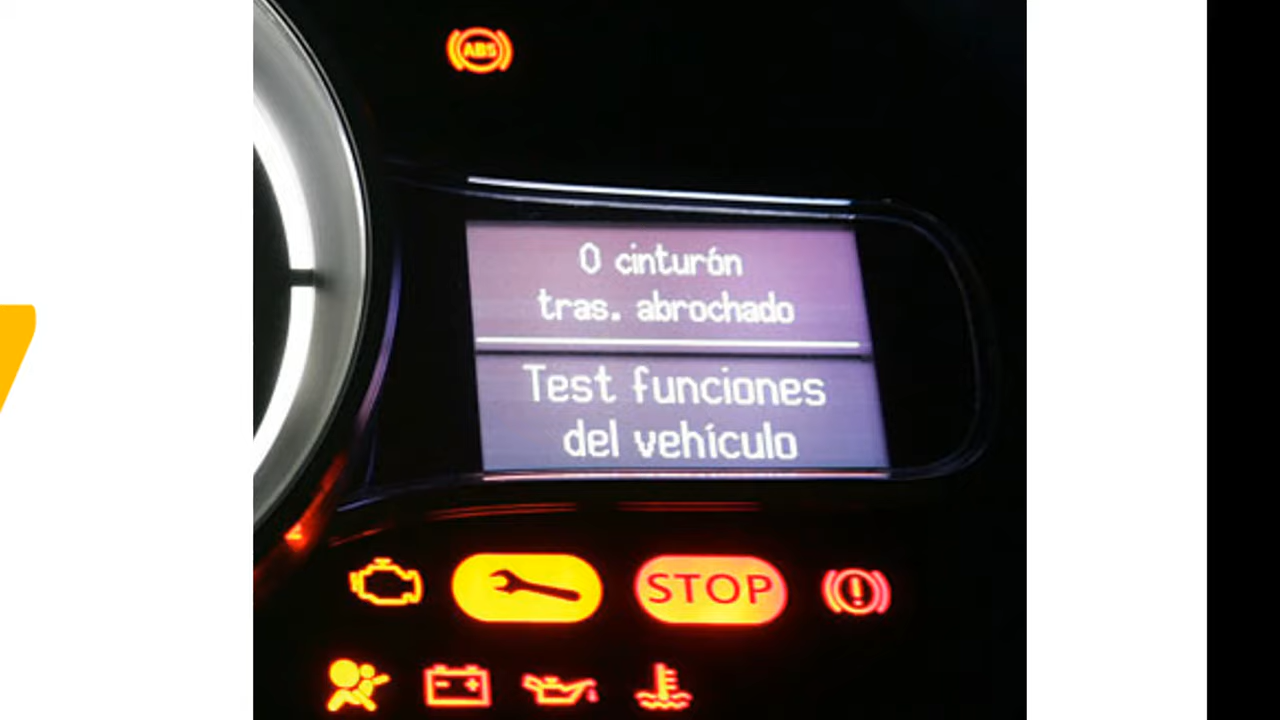 ABS
0 cinturón
tras. abrochado
Test funciones
del vehículo
STOP